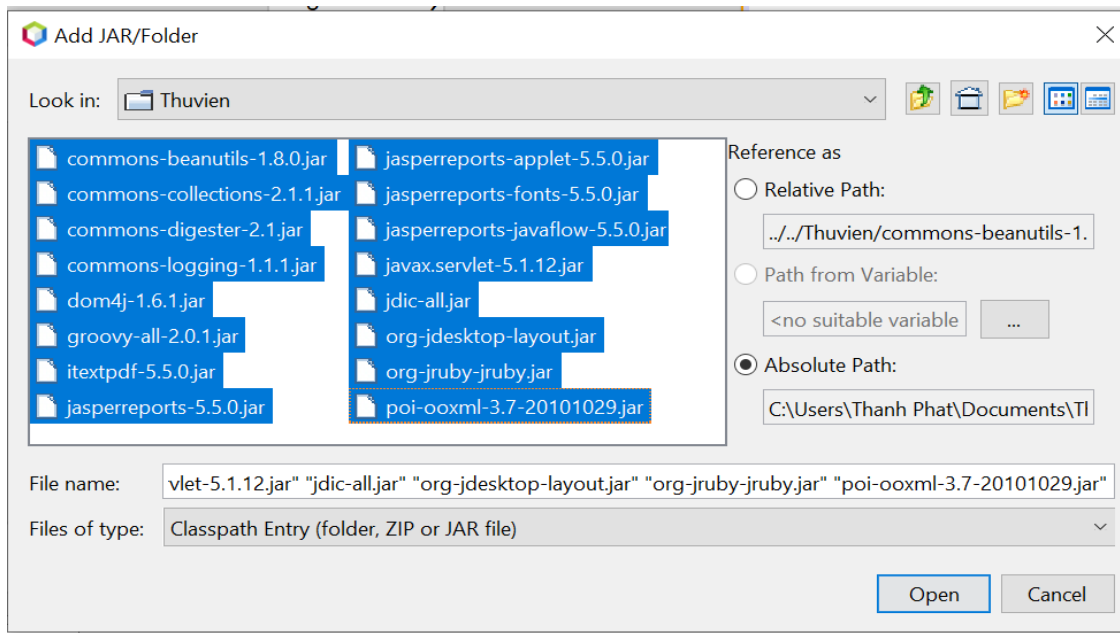 Add JAR/Folder
Look in: Thuvien
commons-beanutils-1.8.0.jar
commons-collections-2.1.1.jar
commons-digester-2.1.jar
commons-logging-1.1.1.jar
dom4j-1.6.1.jar
groovy-all-2.0.1.jar
itextpdf-5.5.0.jar
jasperreports-5.5.0.jar
jasperreports-applet-5.5.0.jar
jasperreports-fonts-5.5.0.jar
jasperreports-javaflow-5.5.0.jar
javax.servlet-5.1.12.jar
jdic-all.jar
org-jdesktop-layout.jar
org-jruby-jruby.jar
poi-ooxml-3.7-20101029.jar
Reference as
Relative Path:
../../Thuvien/commons-beanutils-1.
Path from Variable:
<no suitable variable ...
Absolute Path:
C:\Users\Thanh Phat\Documents\Tl
File name: vlet-5.1.12.jar" "jdic-all.jar" "org-jdesktop-layout.jar" "org-jruby-jruby.jar" "poi-ooxml-3.7-20101029.jar"
Files of type: Classpath Entry (folder, ZIP or JAR file)
Open Cancel